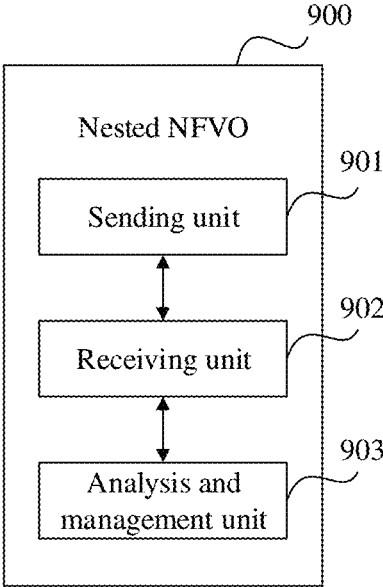 900
Nested NFVO
901
Sending unit
902
Receiving unit
903
Analysis and
management unit